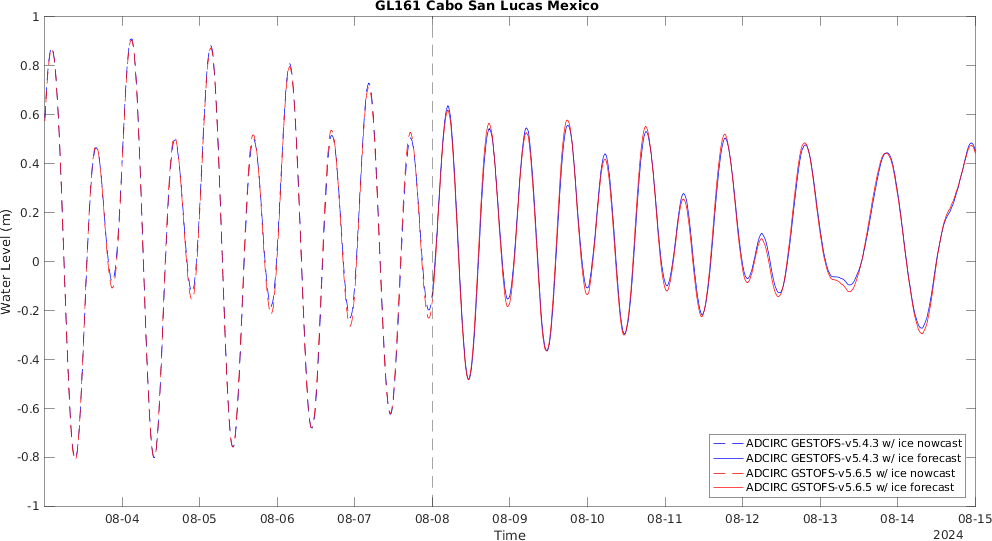 GL161 Cabo San Lucas Mexico
1
0.8
0.6
0.4
0.2
0
-0.2
-0.4
-0.6
-0.8
-1
Water Level (m)
ADCIRC GESTOFS-v5.4.3 w/ ice nowcast
ADCIRC GESTOFS-v5.4.3 w/ ice forecast
ADCIRC GSTOFS-v5.6.5 w/ ice nowcast
ADCIRC GSTOFS-v5.6.5 w/ ice forecast
08-04 08-05 08-06 08-07 08-08 08-09 08-10 08-11 08-12 08-13 08-14 08-15
Time
2024